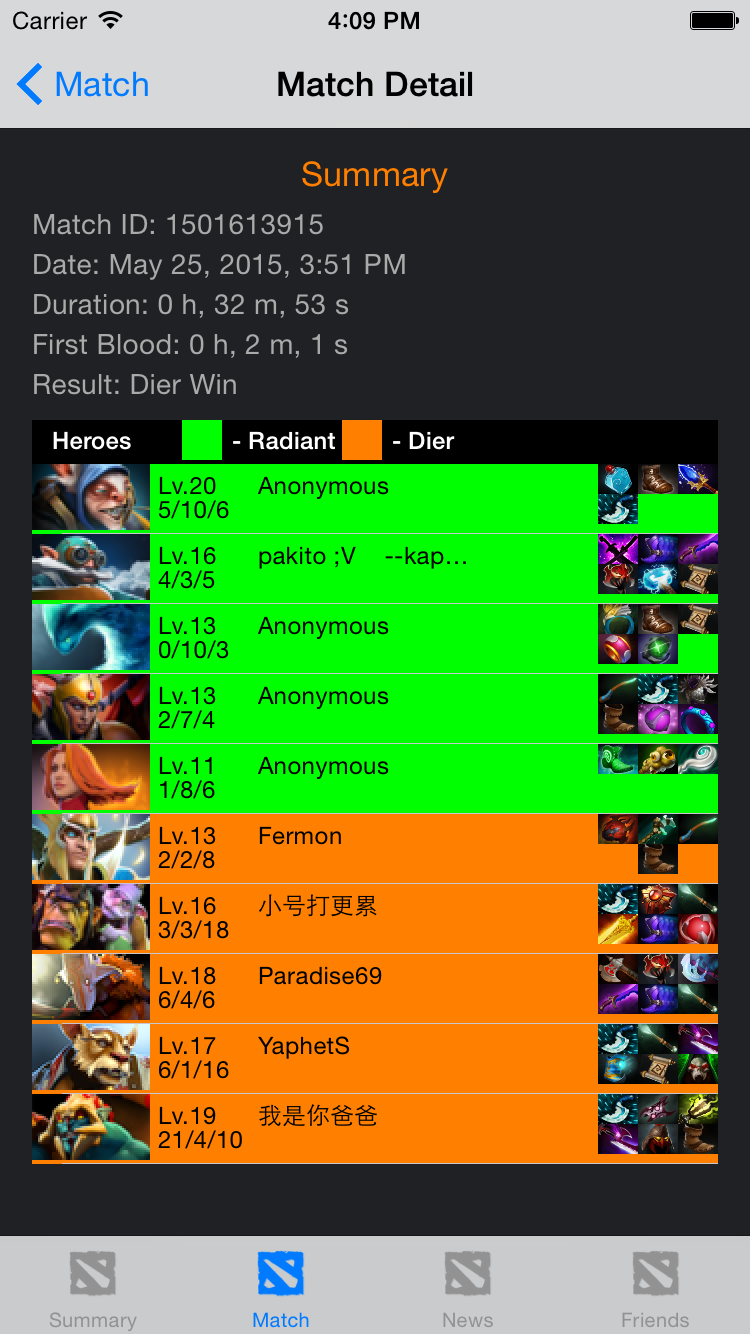 Carrier 4:09 PM
Match Match Detail
Summary
Match ID: 1501613915
Date: May 25, 2015, 3:51 PM
Duration: 0 h, 32 m, 53 s
First Blood: 0 h, 2 m, 1 s
Result: Dier Win
Heroes - Radiant - Dier
Lv.20 Anonymous
5/10/6
Lv.16 pakito ;V --kap...
4/3/5
Lv.13 Anonymous
0/10/3
Lv.13 Anonymous
2/7/4
Lv.11 Anonymous
1/8/6
Lv.13 Fermon
2/2/8
Lv.16 小号打更累
3/3/18
Lv.18 Paradise69
6/4/6
Lv.17 YaphetS
6/1/16
Lv.19 我是你爸爸
21/4/10
Summary Match News Friends